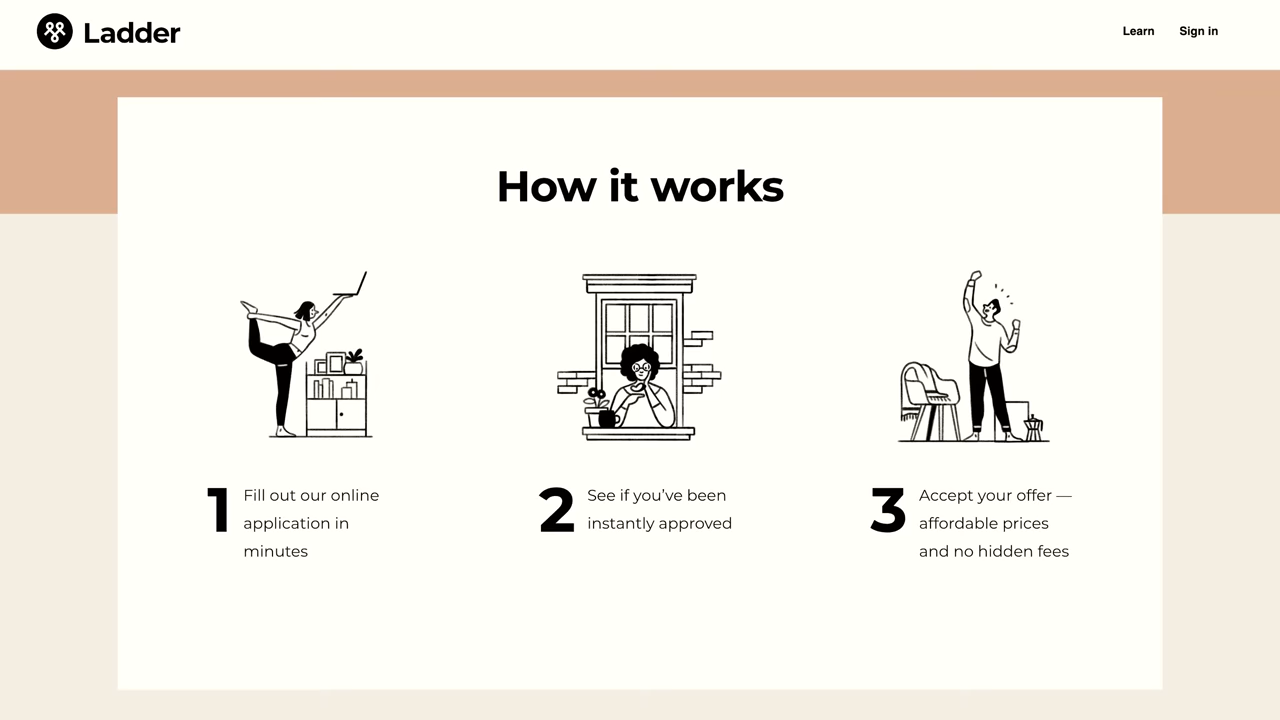 Ladder
Learn
Sign in
How it works
1
Fill out our online
application in
minutes
2
See if you’ve been
instantly approved
3
Accept your offer —
affordable prices
and no hidden fees